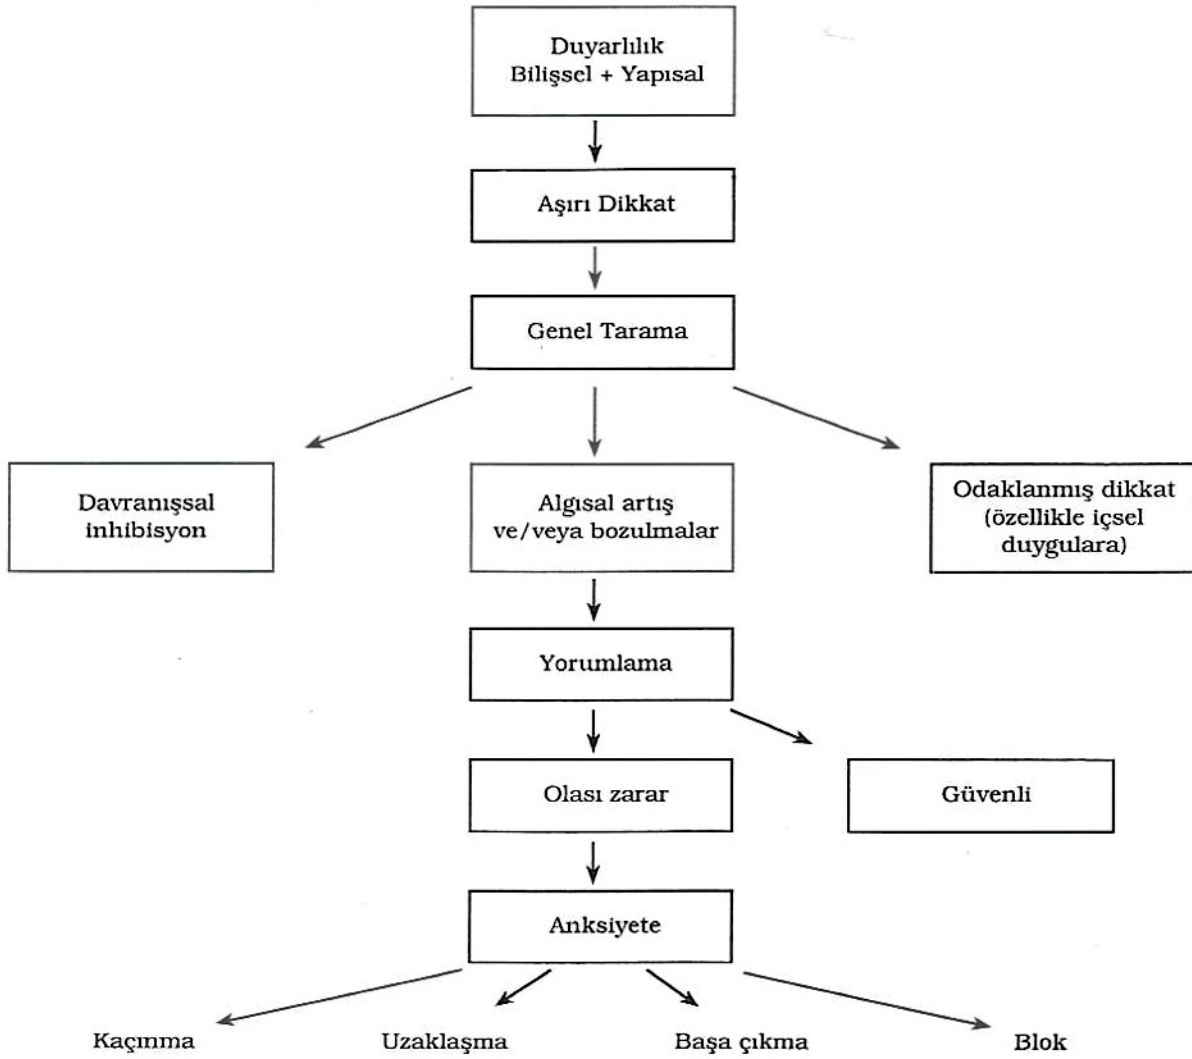 Duyarlılık
Bilişsel + Yapısal
Aşırı Dikkat
Genel Tarama
Davranışsal
inhibisyon
Algısal artış
ve/veya bozulmalar
Odaklanmış dikkat
(özellikle içsel
duygulara)
Yorumlama
Olası zarar
Güvenli
Anksiyete
Kaçınma
Uzaklaşma
Başa çıkma
Blok